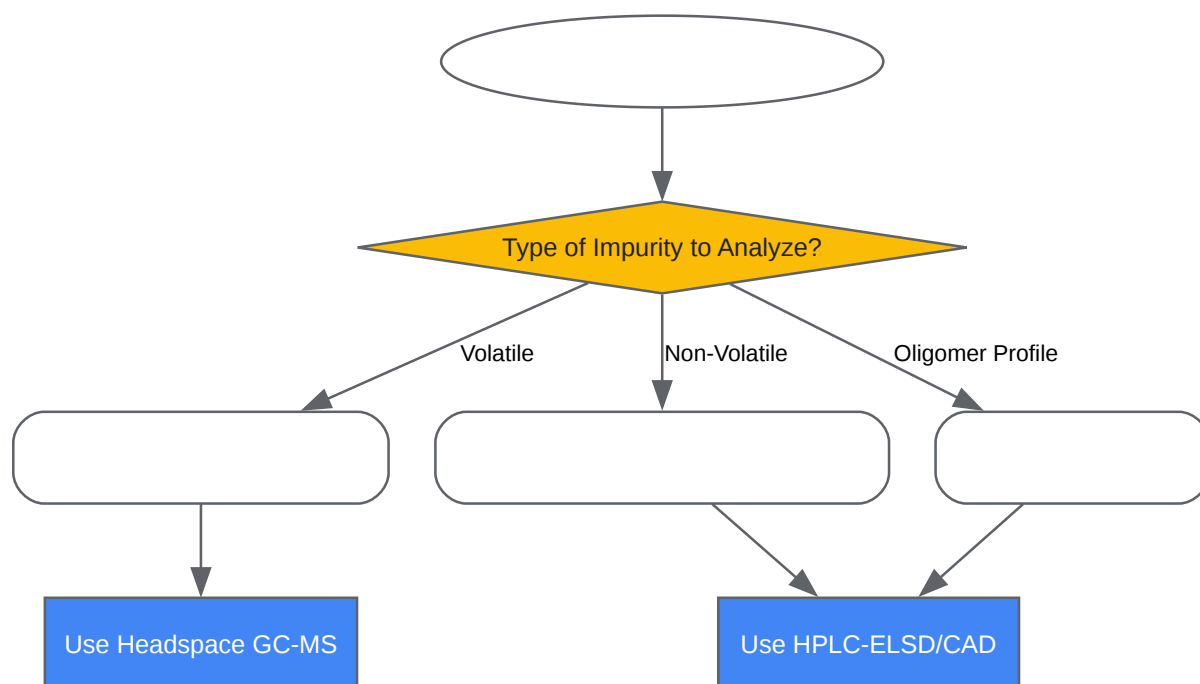 Type of Impurity to Analyze?
Volatile
Non-Volatile
Oligomer Profile
Use Headspace GC-MS
Use HPLC-ELSD/CAD